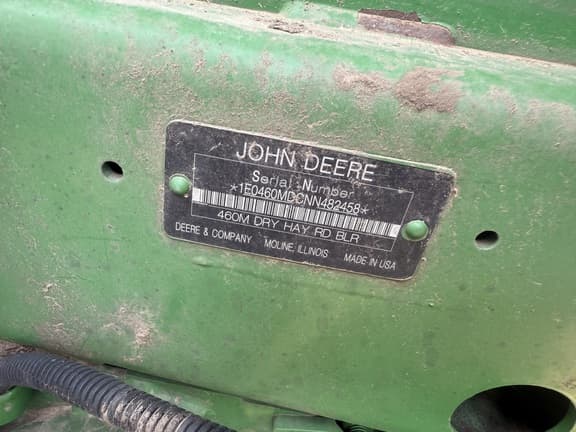 JOHN DEERE
Serial Number
*1E0460MDCNN482458*
460M DRY HAY RD BLR
DEERE & COMPANY MOLINE, ILLINOIS MADE IN USA